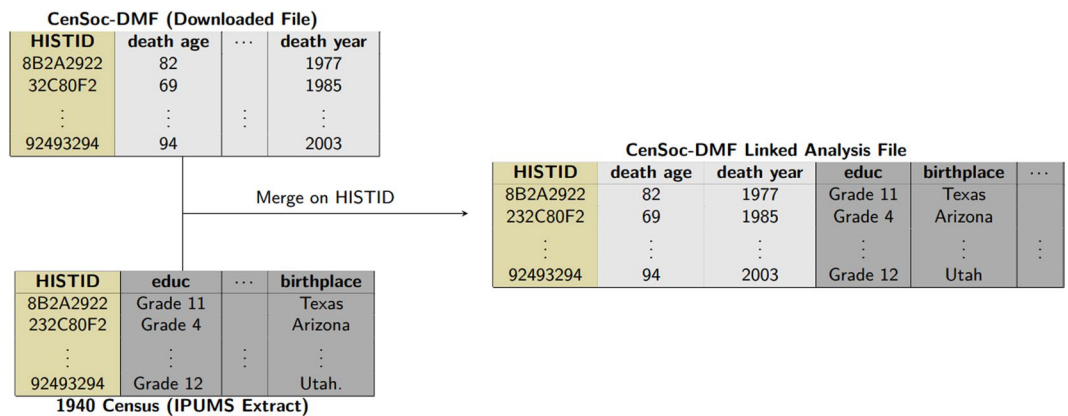 CenSoc-DMF (Downloaded File)
HISTID death age ... death year
8B2A2922 82 1977
32C80F2 69 1985
⋮ ⋮ ⋮ ⋮
92493294 94 2003
Merge on HISTID
CenSoc-DMF Linked Analysis File
HISTID death age death year educ birthplace ...
8B2A2922 82 1977 Grade 11 Texas
232C80F2 69 1985 Grade 4 Arizona
⋮ ⋮ ⋮ ⋮ ⋮ ⋮
92493294 94 2003 Grade 12 Utah
HISTID educ ... birthplace
8B2A2922 Grade 11 Texas
232C80F2 Grade 4 Arizona
⋮ ⋮ ⋮ ⋮
92493294 Grade 12 Utah.
1940 Census (IPUMS Extract)